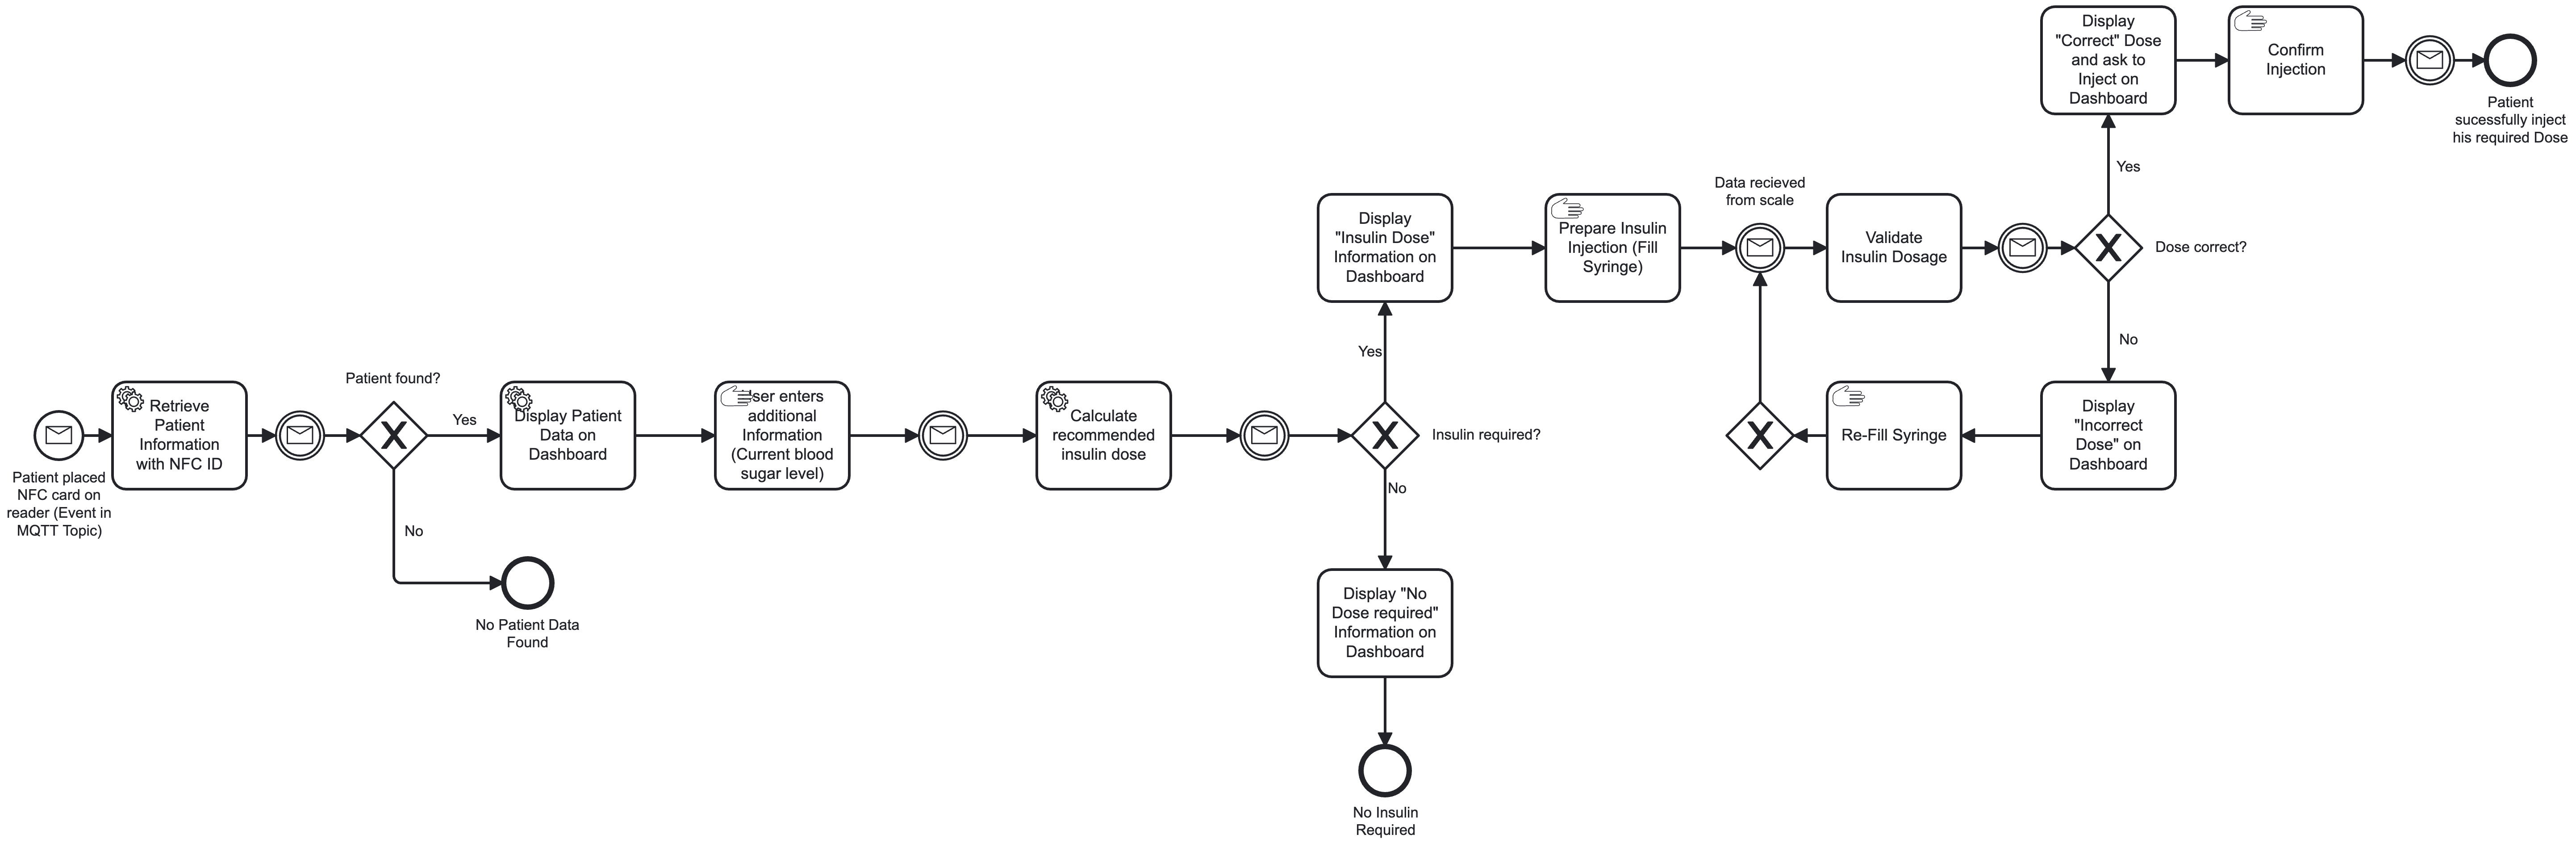 Patient placed
NFC card on
reader (Event in
MQTT Topic)
Retrieve
Patient
Information
with NFC ID
Patient found?
Yes
No
No Patient Data
Found
Display Patient
Data on
Dashboard
ser enters
additional
Information
(Current blood
sugar level)
Calculate
recommended
insulin dose
Insulin required?
Yes
No
Display "No
Dose required"
Information on
Dashboard
No Insulin
Required
Display
"Insulin Dose"
Information on
Dashboard
Prepare Insulin
Injection (Fill
Syringe)
Data recieved
from scale
Validate
Insulin Dosage
Dose correct?
No
Display
"Incorrect
Dose" on
Dashboard
Re-Fill Syringe
Yes
Display
"Correct" Dose
and ask to
Inject on
Dashboard
Confirm
Injection
Patient
sucessfully inject
his required Dose